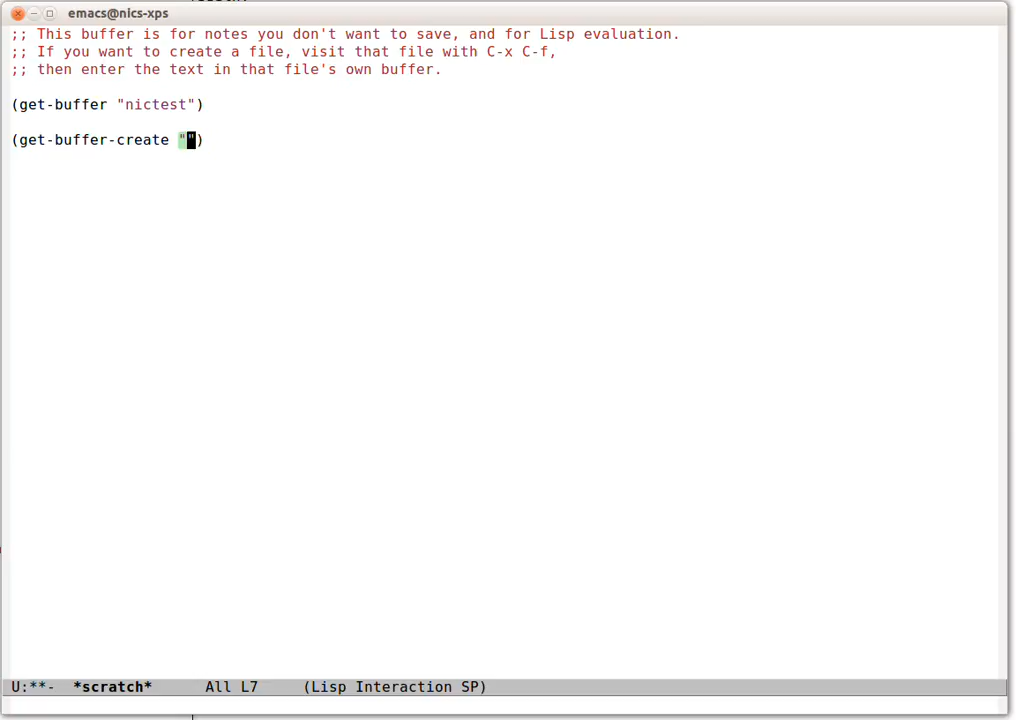 emacs@nics-xps
;; This buffer is for notes you don't want to save, and for Lisp evaluation.
;; If you want to create a file, visit that file with C-x C-f,
;; then enter the text in that file's own buffer.
(get-buffer "nictest")
(get-buffer-create "")
U:**-  *scratch*      All L7     (Lisp Interaction SP)